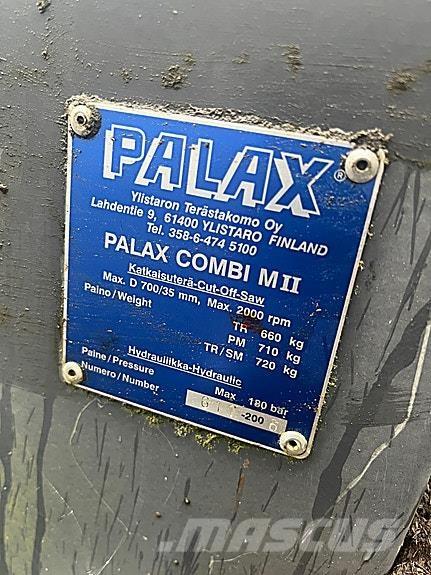 PALAX®
Ylistaron Terästakomo Oy
Lahdentie 9, 61400 YLISTARO FINLAND
Tel. 358-6-474 5100
PALAX COMBI M II
Katkaisuterä-Cut-Off-Saw
Max. D 700/35 mm, Max. 2000 rpm
Paino/Weight TR 660 kg
PM 710 kg
TR/SM 720 kg
Hydrauliikka-Hydraulic
Paine/Pressure Max 180 bar
Numero/Number -2006
MASCUS